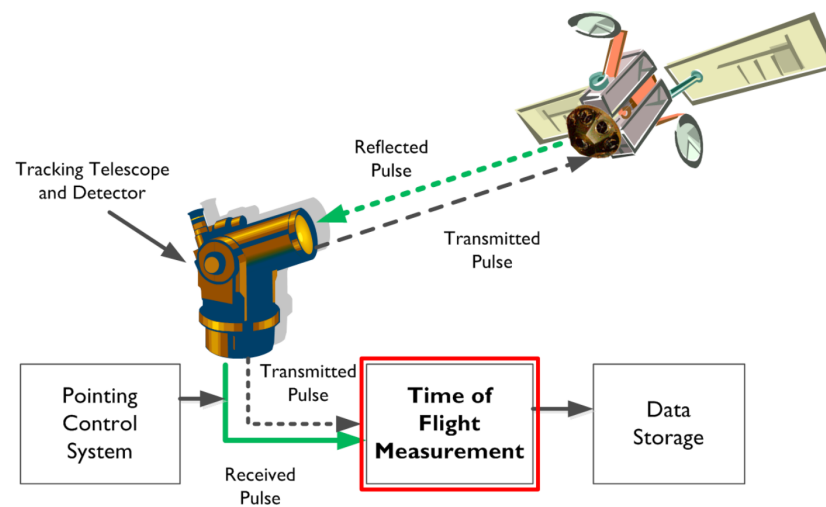 Reflected
Pulse
Tracking Telescope
and Detector
Transmitted
Pulse
Transmitted
Pulse
Pointing
Control
System
Time of
Flight
Measurement
Data
Storage
Received
Pulse